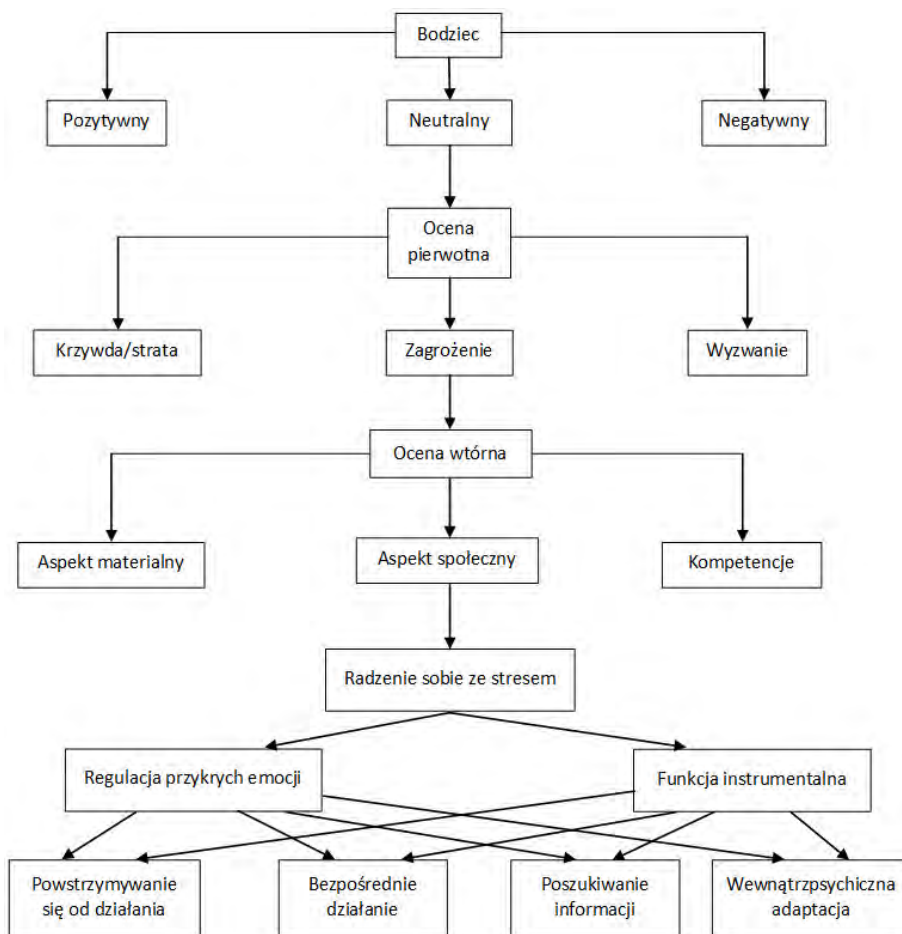 Bodziec
Pozytywny
Neutralny
Negatywny
Ocena
pierwotna
Krzywda/strata
Zagrożenie
Wyzwanie
Ocena wtórna
Aspekt materialny
Aspekt społeczny
Kompetencje
Radzenie sobie ze stresem
Regulacja przykrych emocji
Funkcja instrumentalna
Powstrzymywanie
się od działania
Bezpośrednie
działanie
Poszukiwanie
informacji
Wewnątrzpsychiczna
adaptacja